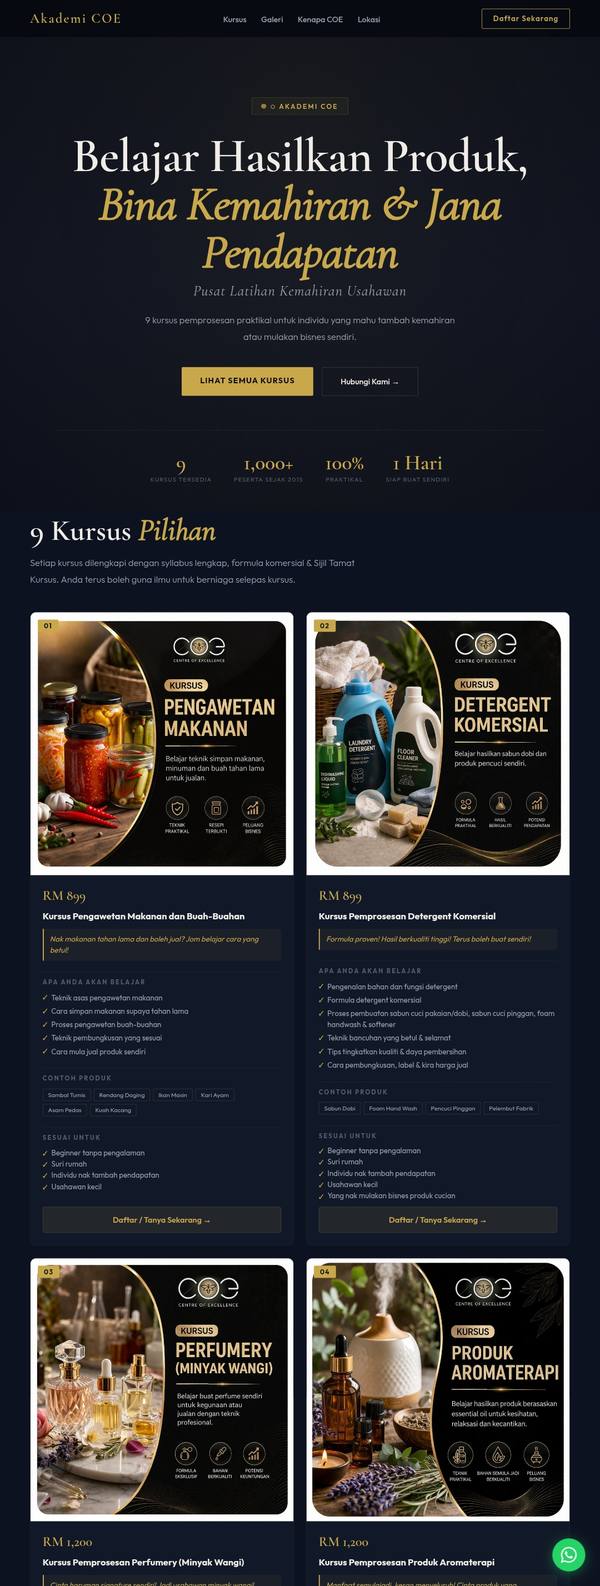 Akademi COE
Kursus Galeri Kenapa COE Lokasi
Daftar Sekarang
AKADEMI COE
Belajar Hasilkan Produk,
Bina Kemahiran & Jana
Pendapatan
Pusat Latihan Kemahiran Usahawan
9 kursus pemprosesan praktikal untuk individu yang mahu tambah kemahiran
atau mulakan bisnes sendiri.
LIHAT SEMUA KURSUS
Hubungi Kami →
9
KURSUS TERSEDIA
1,000+
PESERTA SEJAK 2015
100%
PRAKTIKAL
1 Hari
SIAP BUAT SENDIRI
9 Kursus Pilihan
Setiap kursus dilengkapi dengan syllabus lengkap, formula komersial & Sijil Tamat
Kursus. Anda terus boleh guna ilmu untuk berniaga selepas kursus.
01
COE
CENTRE OF EXCELLENCE
KURSUS
PENGAWETAN
MAKANAN
Belajar teknik simpan makanan,
minuman dan buah tahan lama
untuk jualan.
TEKNIK
PRAKTIKAL
RESEPI
TERBUKTI
PELUANG
BISNES
RM 899
Kursus Pengawetan Makanan dan Buah-Buahan
Nak makanan tahan lama dan boleh jual? Jom belajar cara yang
betul!
APA ANDA AKAN BELAJAR
✓ Teknik asas pengawetan makanan
✓ Cara simpan makanan supaya tahan lama
✓ Proses pengawetan buah-buahan
✓ Teknik pembungkusan yang sesuai
✓ Cara mula jual produk sendiri
CONTOH PRODUK
Sambal Tumis Rendang Daging Ikan Masin Kari Ayam
Asam Pedas Kuah Kacang
SESUAI UNTUK
✓ Beginner tanpa pengalaman
✓ Suri rumah
✓ Individu nak tambah pendapatan
✓ Usahawan kecil
Daftar / Tanya Sekarang →
02
COE
CENTRE OF EXCELLENCE
KURSUS
DETERGENT
KOMERSIAL
Belajar hasilkan sabun dobi dan
produk pencuci sendiri.
FORMULA
PRAKTIKAL
HASIL
BERKUALITI
POTENSI
PENDAPATAN
LAUNDRY
DETERGENT
FLOOR
CLEANER
DISHWASHING
LIQUID
RM 899
Kursus Pemprosesan Detergent Komersial
Formula proven! Hasil berkualiti tinggi! Terus boleh buat sendiri!
APA ANDA AKAN BELAJAR
✓ Pengenalan bahan dan fungsi detergent
✓ Formula detergent komersial
✓ Proses pembuatan sabun cuci pakaian/dobi, sabun cuci pinggan, foam
handwash & softener
✓ Teknik bancuhan yang betul & selamat
✓ Tips tingkatkan kualiti & daya pembersihan
✓ Cara pembungkusan, label & kira harga jual
CONTOH PRODUK
Sabun Dobi Foam Hand Wash Pencuci Pinggan Pelembut Fabrik
SESUAI UNTUK
✓ Beginner tanpa pengalaman
✓ Suri rumah
✓ Individu nak tambah pendapatan
✓ Usahawan kecil
✓ Yang nak mulakan bisnes produk cucian
Daftar / Tanya Sekarang →
03
COE
CENTRE OF EXCELLENCE
KURSUS
PERFUMERY
(MINYAK WANGI)
Belajar buat perfume sendiri
untuk kegunaan atau
jualan dengan teknik
profesional.
FORMULA
EKSKLUSIF
BAHAN
BERKUALITI
POTENSI
KEUNTUNGAN
RM 1,200
Kursus Pemprosesan Perfumery (Minyak Wangi)
Cipta haruman signature sendiri! Jadi usahawan minyak wangi!
04
COE
CENTRE OF EXCELLENCE
KURSUS
PRODUK
AROMATERAPI
Belajar hasilkan produk berasaskan
essential oil untuk kesihatan,
relaksasi dan kecantikan.
TEKNIK
PRAKTIKAL
BAHAN SEMULA JADI
BERKUALITI
PELUANG
BISNES
RM 1,200
Kursus Pemprosesan Produk Aromaterapi